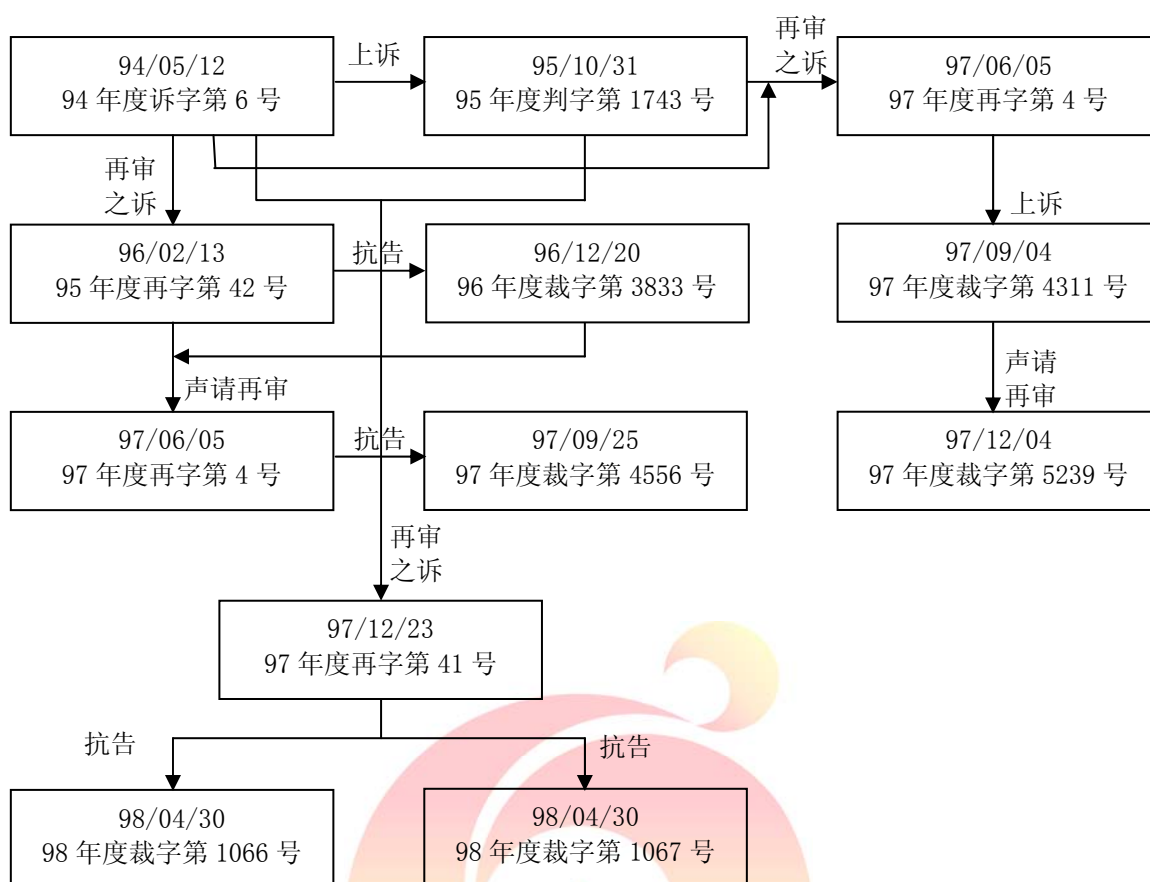 94/05/12
94 年度诉字第 6 号
上诉
95/10/31
95 年度判字第 1743 号
再审
之诉
97/06/05
97 年度再字第 4 号
再审
之诉
上诉
96/02/13
95 年度再字第 42 号
抗告
96/12/20
96 年度裁字第 3833 号
97/09/04
97 年度裁字第 4311 号
声请再审
声请
再审
97/06/05
97 年度再字第 4 号
抗告
97/09/25
97 年度裁字第 4556 号
97/12/04
97 年度裁字第 5239 号
再审
之诉
97/12/23
97 年度再字第 41 号
抗告
抗告
98/04/30
98 年度裁字第 1066 号
98/04/30
98 年度裁字第 1067 号